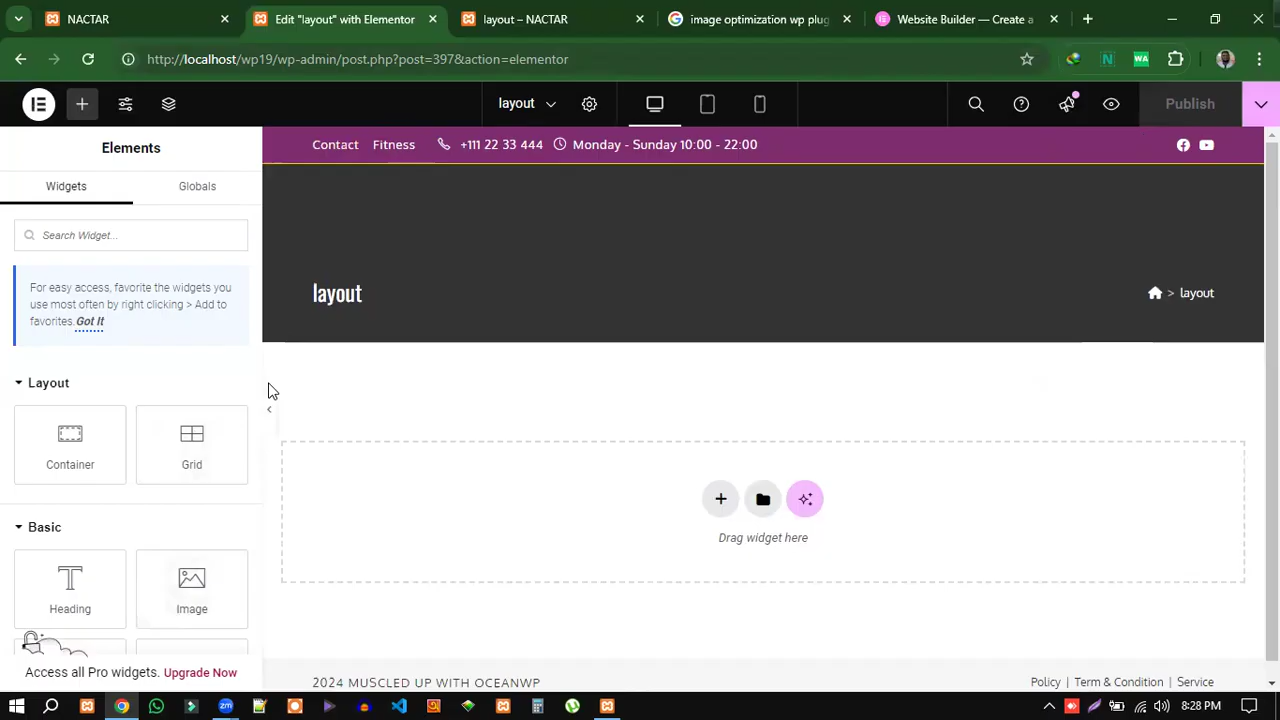 NACTAR
Edit "layout" with Elementor
layout – NACTAR
image optimization wp plug
Website Builder — Create a
http://localhost/wp19/wp-admin/post.php?post=397&action=elementor
layout
Publish
Elements
Contact Fitness +111 22 33 444 Monday - Sunday 10:00 - 22:00
Widgets Globals
Search Widget...
For easy access, favorite the widgets you
use most often by right clicking > Add to
favorites. Got It
layout
> layout
Layout
Container Grid
Drag widget here
Basic
Heading Image
Access all Pro widgets. Upgrade Now
2024 MUSCLED UP WITH OCEANWP
Policy | Term & Condition | Service
8:28 PM